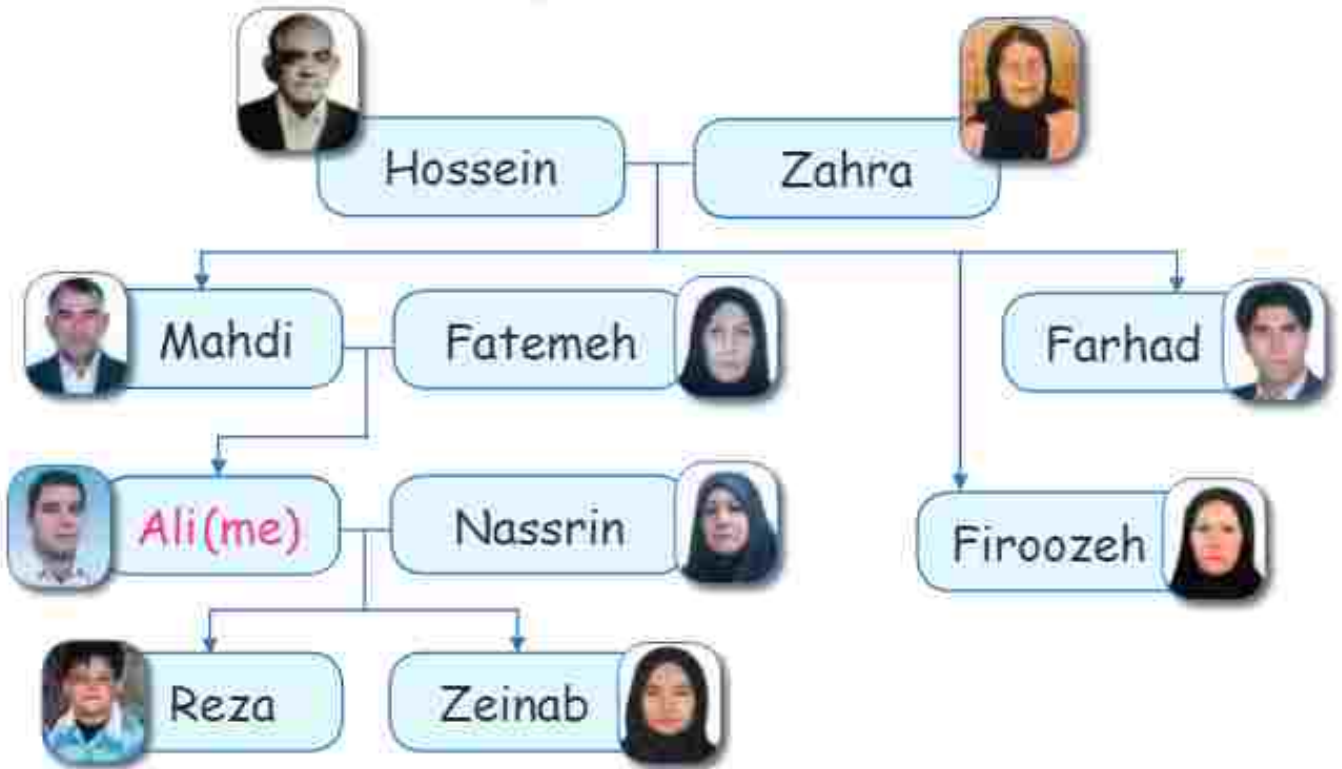 Hossein
Zahra
Mahdi
Fatemeh
Farhad
Ali(me)
Nassrin
Firoozeh
Reza
Zeinab